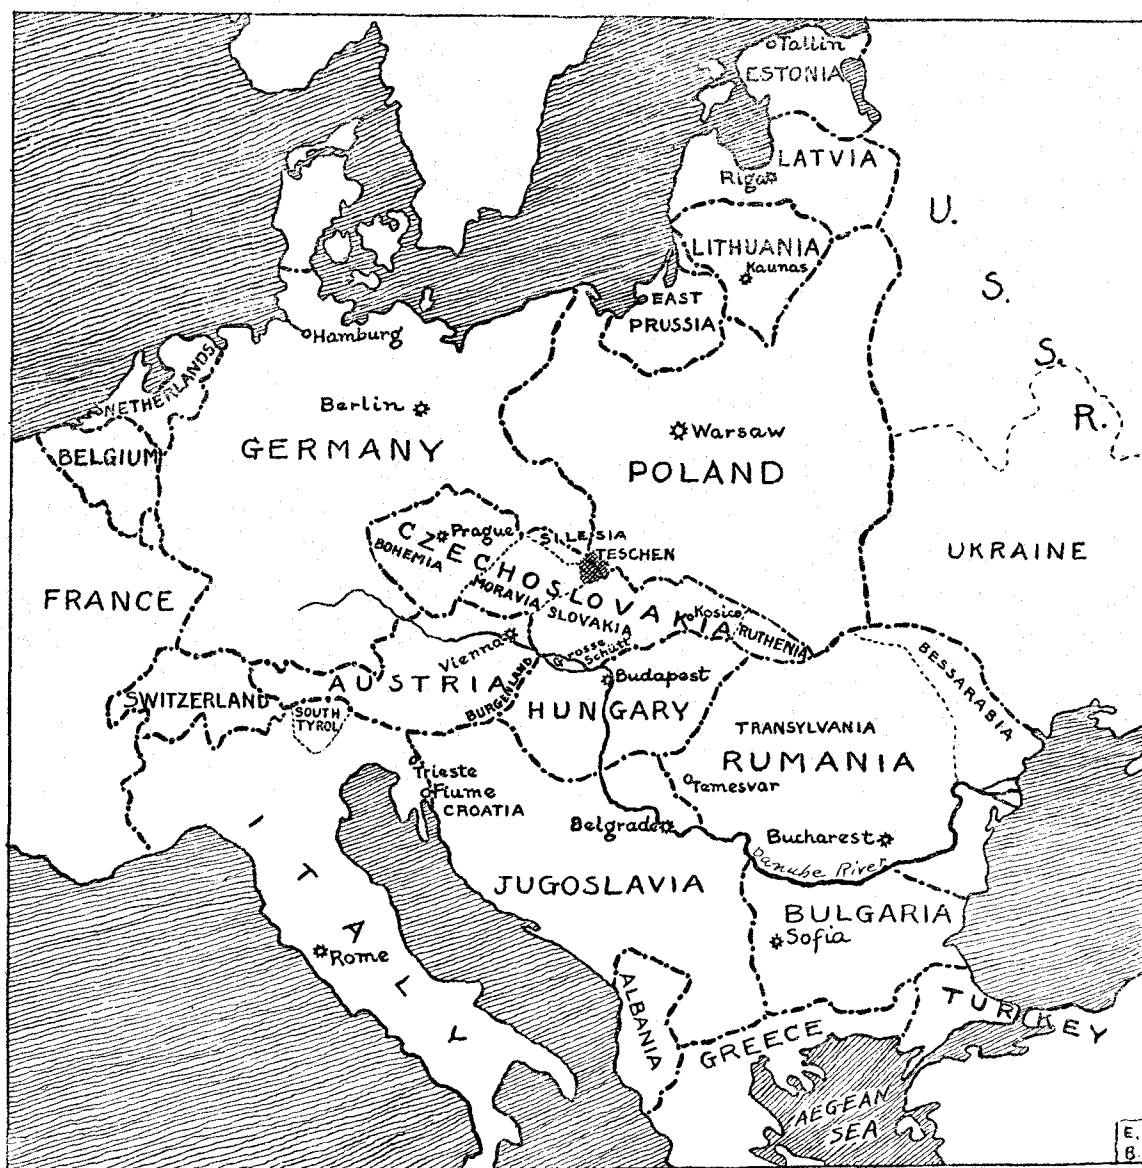 Tallin
ESTONIA
LATVIA
Riga
U.
S.
S.
R.
LITHUANIA
Kaunas
EAST
PRUSSIA
Hamburg
NETHERLANDS
BELGIUM
Berlin
GERMANY
Warsaw
POLAND
UKRAINE
FRANCE
CZECHOSLOVAKIA
Prague
BOHEMIA
SILESIA
TESCHEN
MORAVIA
SLOVAKIA
Kosice
RUTHENIA
BESSARABIA
Vienna
Grosse
Schütt
Budapest
SWITZERLAND
AUSTRIA
BURGENLAND
HUNGARY
SOUTH
TYROL
TRANSYLVANIA
RUMANIA
Trieste
Fiume
CROATIA
Temesvar
Belgrade
Bucharest
Danube River
ITALY
JUGOSLAVIA
BULGARIA
Sofia
Rome
ALBANIA
GREECE
TURKEY
AEGEAN
SEA
E.
B